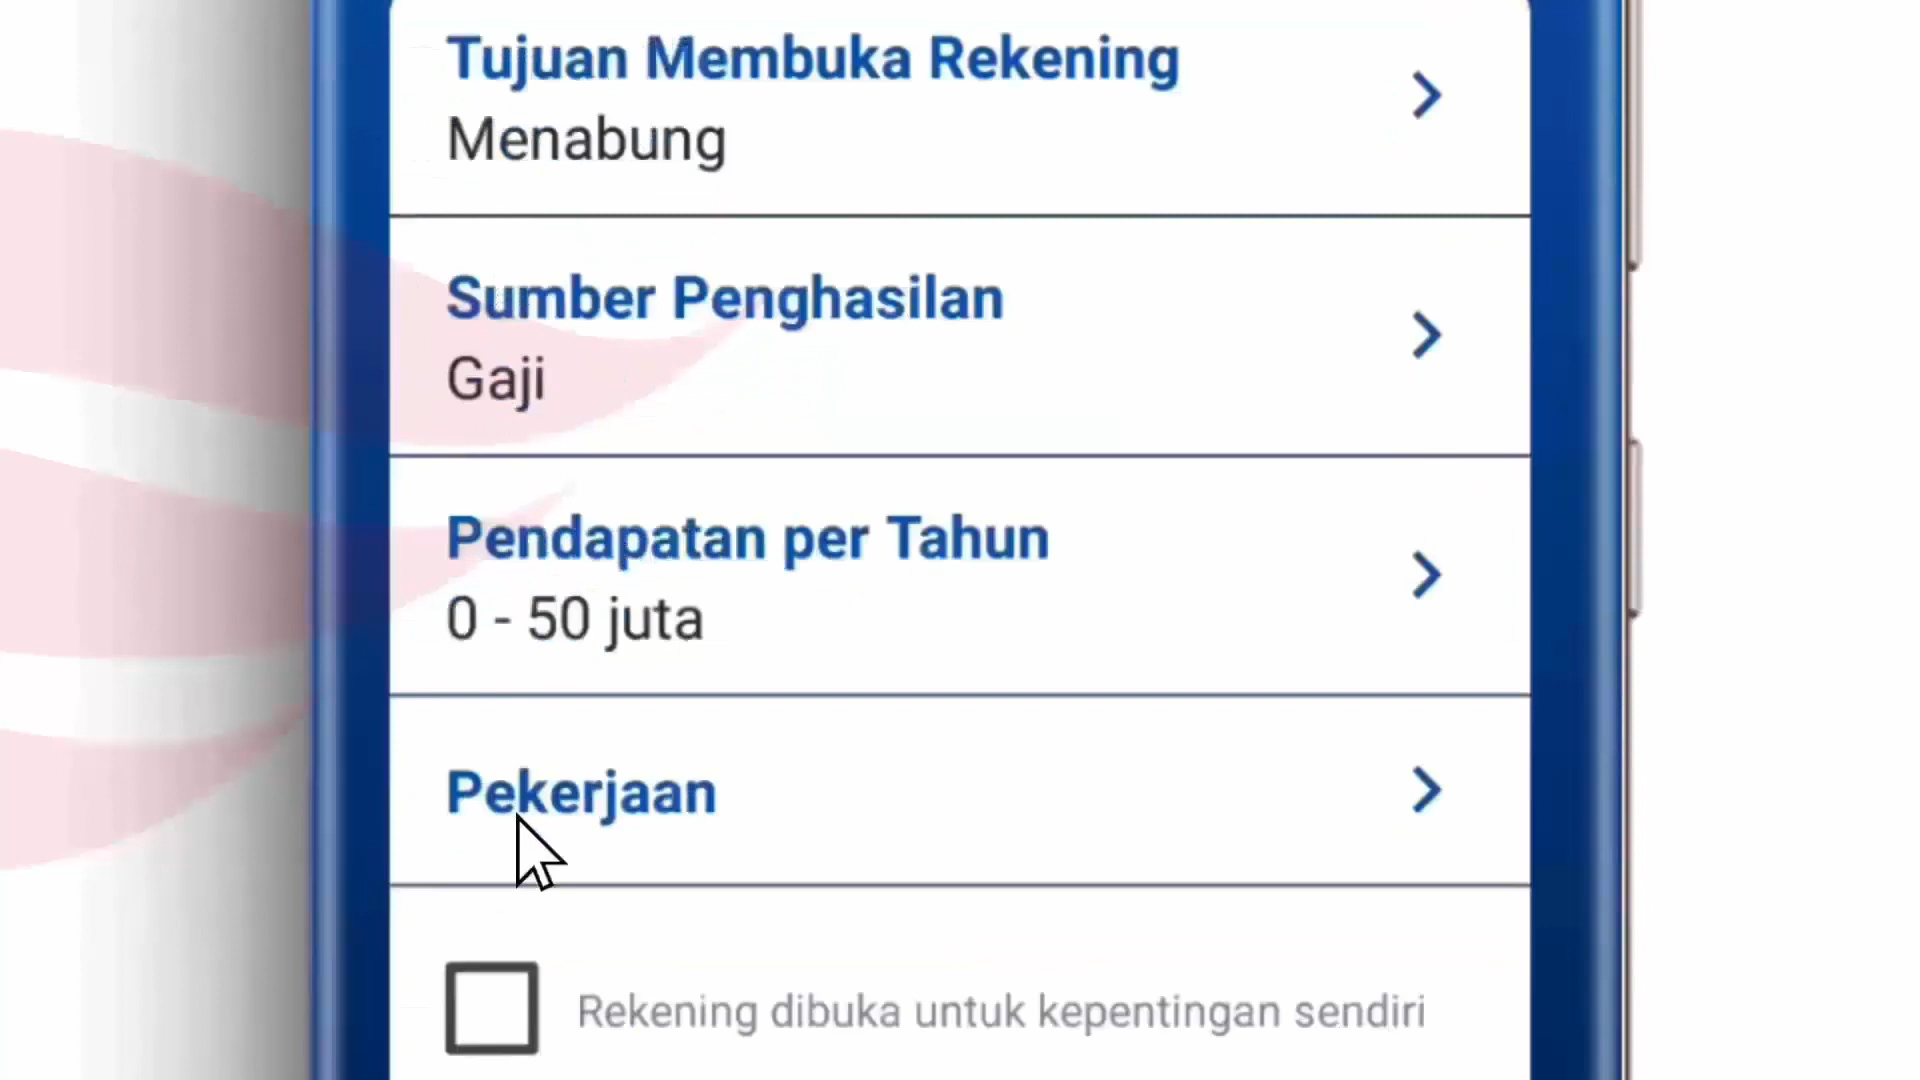 Tujuan Membuka Rekening
Menabung
Sumber Penghasilan
Gaji
Pendapatan per Tahun
0 - 50 juta
Pekerjaan
Rekening dibuka untuk kepentingan sendiri